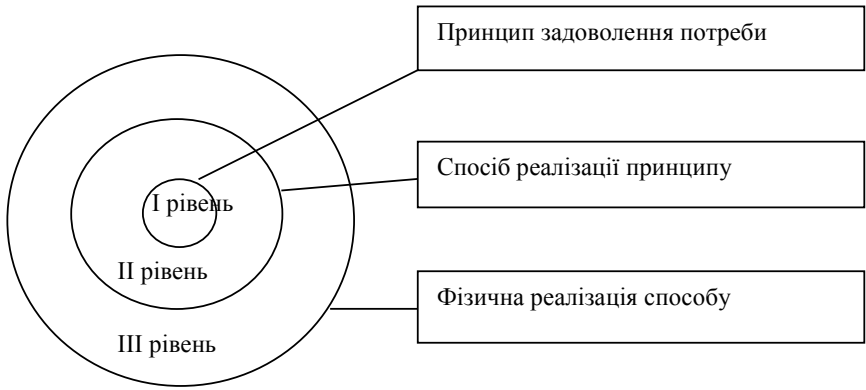 Принцип задоволення потреби
Спосіб реалізації принципу
І рівень
ІІ рівень
Фізична реалізація способу
ІІІ рівень